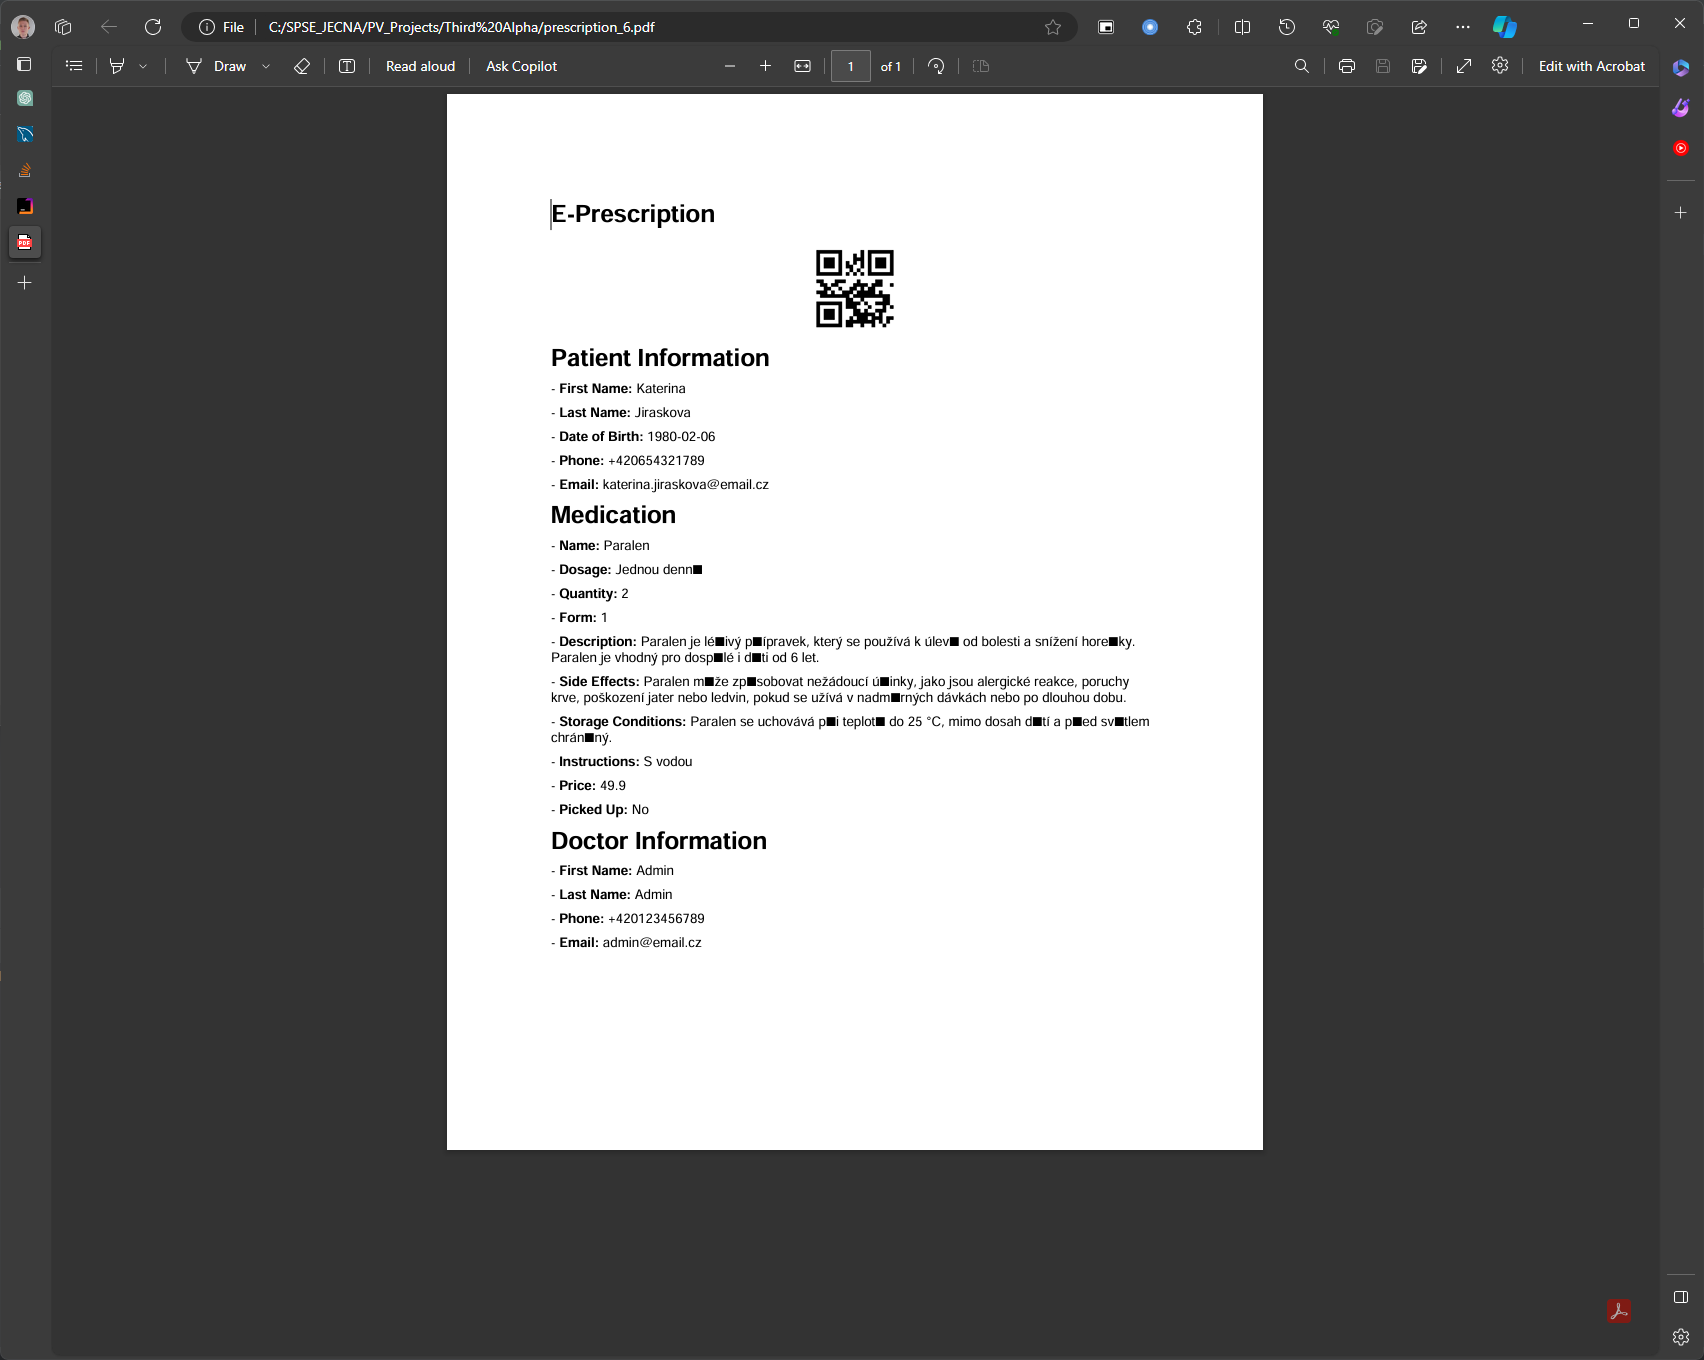 File C:/SPSE_JECNA/PV_Projects/Third%20Alpha/prescription_6.pdf
Draw Read aloud Ask Copilot 1 of 1 Edit with Acrobat
E-Prescription
Patient Information
- First Name: Katerina
- Last Name: Jiraskova
- Date of Birth: 1980-02-06
- Phone: +420654321789
- Email: katerina.jiraskova@email.cz
Medication
- Name: Paralen
- Dosage: Jednou denn■
- Quantity: 2
- Form: 1
- Description: Paralen je lé■ivý p■ípravek, který se používá k úlev■ od bolesti a snížení hore■ky.
Paralen je vhodný pro dosp■lé i d■ti od 6 let.
- Side Effects: Paralen m■že zp■sobovat nežádoucí ú■inky, jako jsou alergické reakce, poruchy
krve, poškození jater nebo ledvin, pokud se užívá v nadm■rných dávkách nebo po dlouhou dobu.
- Storage Conditions: Paralen se uchovává p■i teplot■ do 25 °C, mimo dosah d■tí a p■ed sv■tlem
chrán■ný.
- Instructions: S vodou
- Price: 49.9
- Picked Up: No
Doctor Information
- First Name: Admin
- Last Name: Admin
- Phone: +420123456789
- Email: admin@email.cz